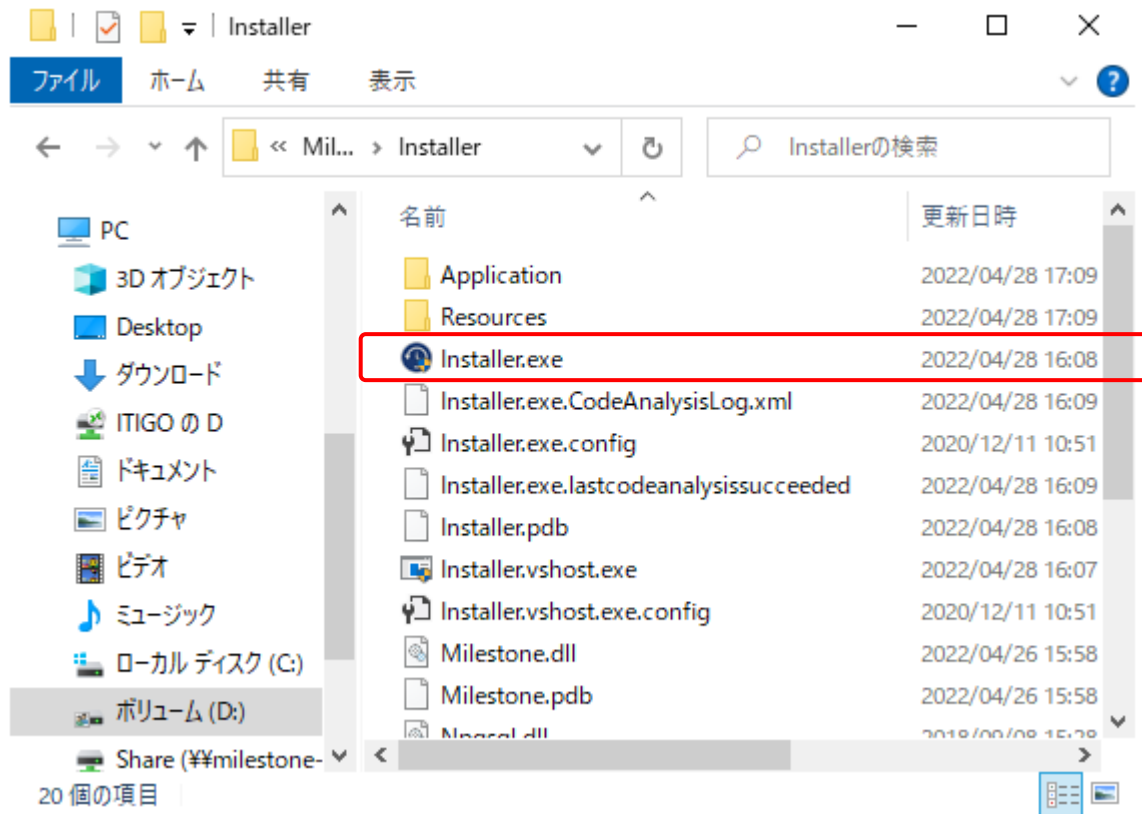 Installer
ファイル ホーム 共有 表示
« Mil... › Installer Installerの検索
PC
3D オブジェクト
Desktop
ダウンロード
ITIGO の D
ドキュメント
ピクチャ
ビデオ
ミュージック
ローカル ディスク (C:)
ボリューム (D:)
Share (¥¥milestone-
名前 更新日時
Application 2022/04/28 17:09
Resources 2022/04/28 17:09
Installer.exe 2022/04/28 16:08
Installer.exe.CodeAnalysisLog.xml 2022/04/28 16:09
Installer.exe.config 2020/12/11 10:51
Installer.exe.lastcodeanalysissucceeded 2022/04/28 16:09
Installer.pdb 2022/04/28 16:08
Installer.vshost.exe 2022/04/28 16:07
Installer.vshost.exe.config 2020/12/11 10:51
Milestone.dll 2022/04/26 15:58
Milestone.pdb 2022/04/26 15:58
Npgsql.dll 2018/09/08 15:28
20 個の項目